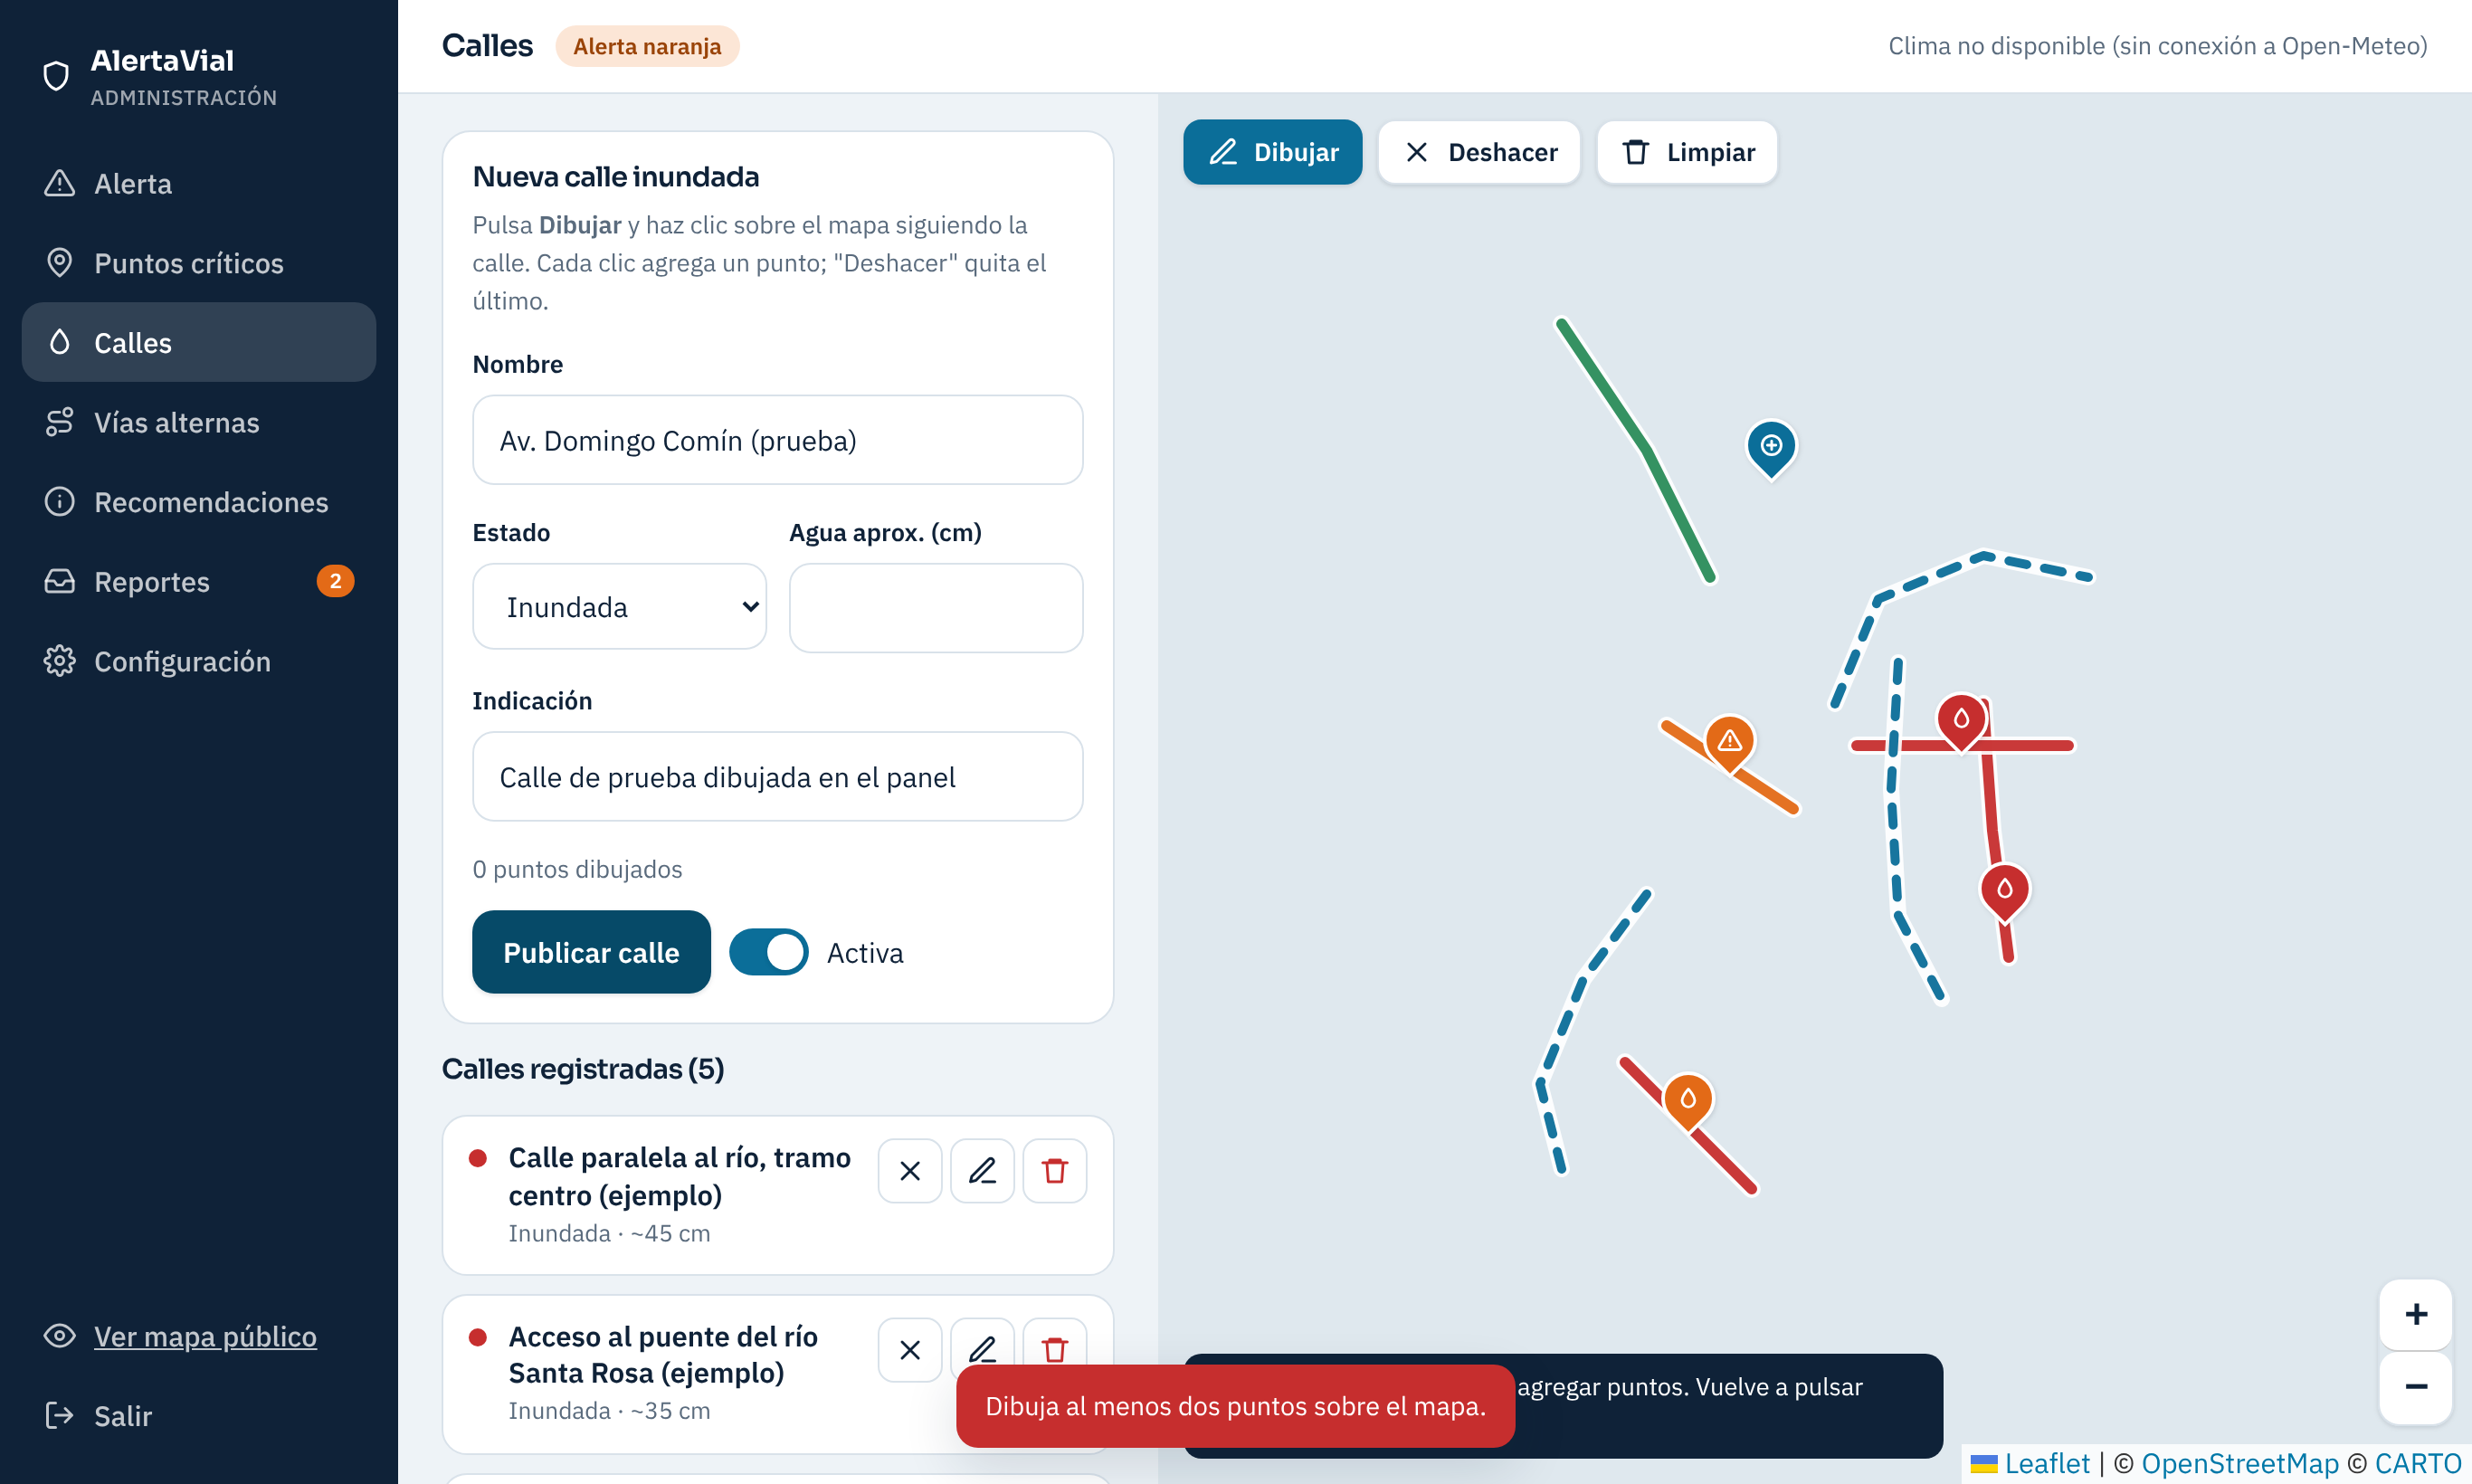 AlertaVial
ADMINISTRACIÓN
Alerta
Puntos críticos
Calles
Vías alternas
Recomendaciones
Reportes 2
Configuración
Ver mapa público
Salir
Calles Alerta naranja
Clima no disponible (sin conexión a Open-Meteo)
Nueva calle inundada
Pulsa Dibujar y haz clic sobre el mapa siguiendo la
calle. Cada clic agrega un punto; "Deshacer" quita el
último.
Nombre
Av. Domingo Comín (prueba)
Estado Agua aprox. (cm)
Inundada
Indicación
Calle de prueba dibujada en el panel
0 puntos dibujados
Publicar calle Activa
Calles registradas (5)
Calle paralela al río, tramo
centro (ejemplo)
Inundada · ~45 cm
Acceso al puente del río
Santa Rosa (ejemplo)
Inundada · ~35 cm
Dibujar Deshacer Limpiar
Dibuja al menos dos puntos sobre el mapa.
agregar puntos. Vuelve a pulsar
+
−
Leaflet | © OpenStreetMap © CARTO